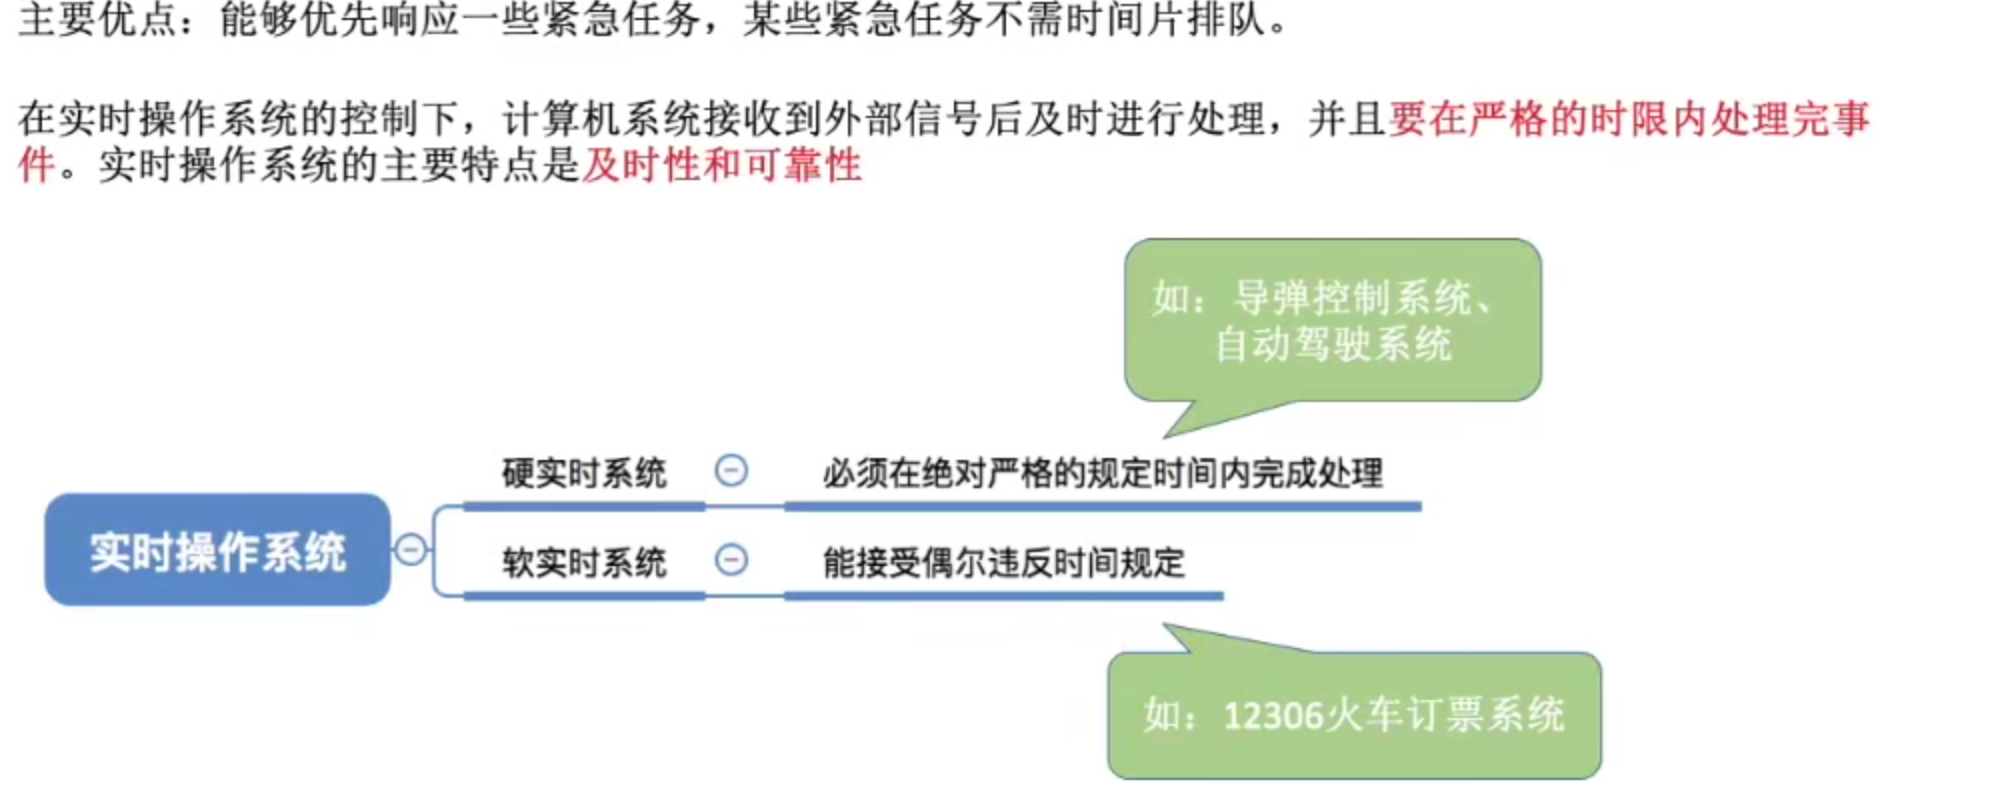 主要优点：能够优先响应一些紧急任务，某些紧急任务不需时间片排队。
在实时操作系统的控制下，计算机系统接收到外部信号后及时进行处理，并且要在严格的时限内处理完事
件。实时操作系统的主要特点是及时性和可靠性
如：导弹控制系统、
自动驾驶系统
硬实时系统
必须在绝对严格的规定时间内完成处理
实时操作系统
软实时系统
能接受偶尔违反时间规定
如：12306火车订票系统